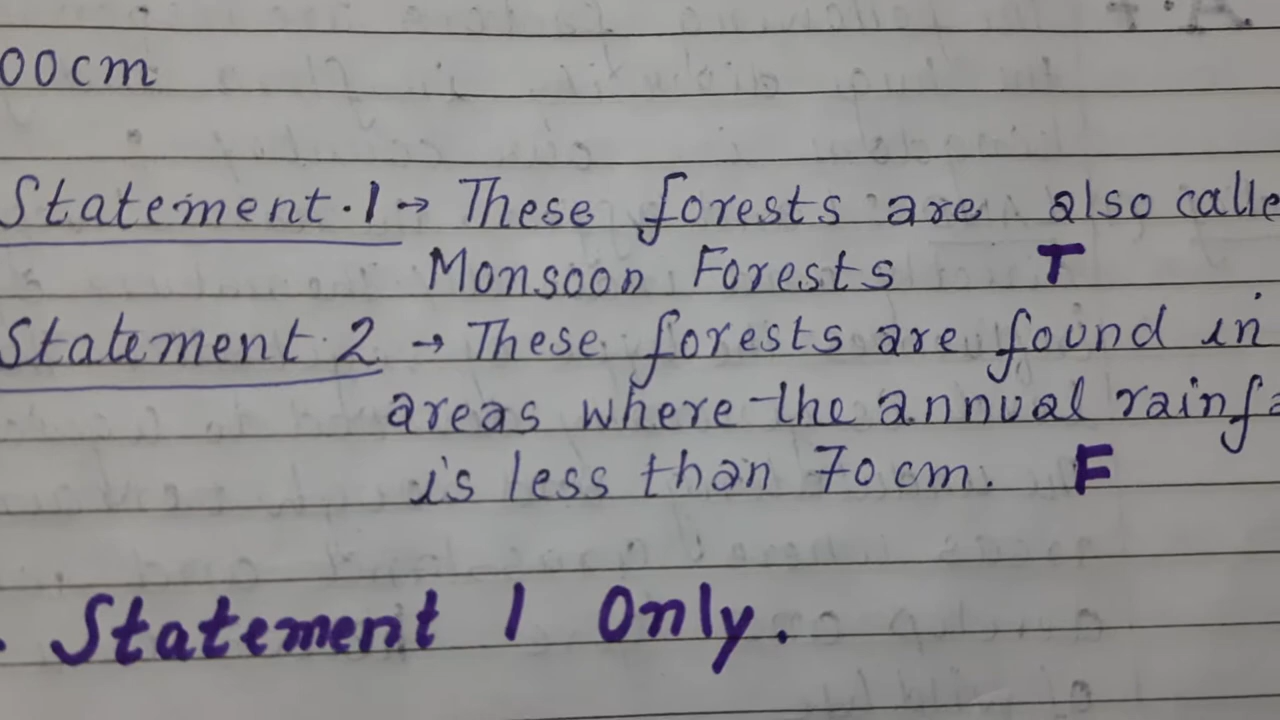 00cm
Statement.1 → These forests are also calle
Monsoon Forests T
Statement 2 → These forests are found in
areas where the annual rainfa
is less than 70 cm. F
. Statement 1 Only.